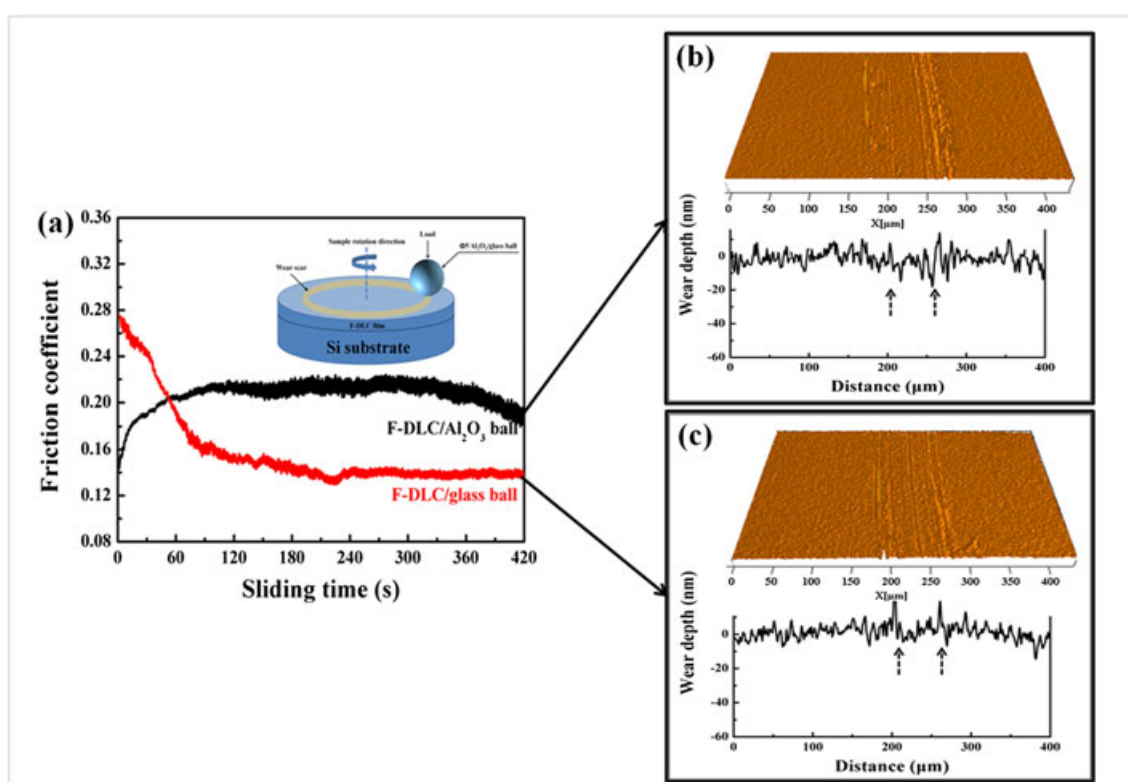 (a)
0.36
0.32
0.28
0.24
0.20
0.16
0.12
0.08
Friction coefficient
0 60 120 180 240 300 360 420
Sliding time (s)
Load
Sample rotation direction
Φ5 Al₂O₃/glass ball
Wear scar
F-DLC film
Si substrate
F-DLC/Al₂O₃ ball
F-DLC/glass ball
(b)
0 50 100 150 200 250 300 350 400
X[µm]
Wear depth (nm)
0
-20
-40
-60
0 100 200 300 400
Distance (µm)
(c)
0 50 100 150 200 250 300 350 400
X[µm]
Wear depth (nm)
0
-20
-40
-60
0 100 200 300 400
Distance (µm)